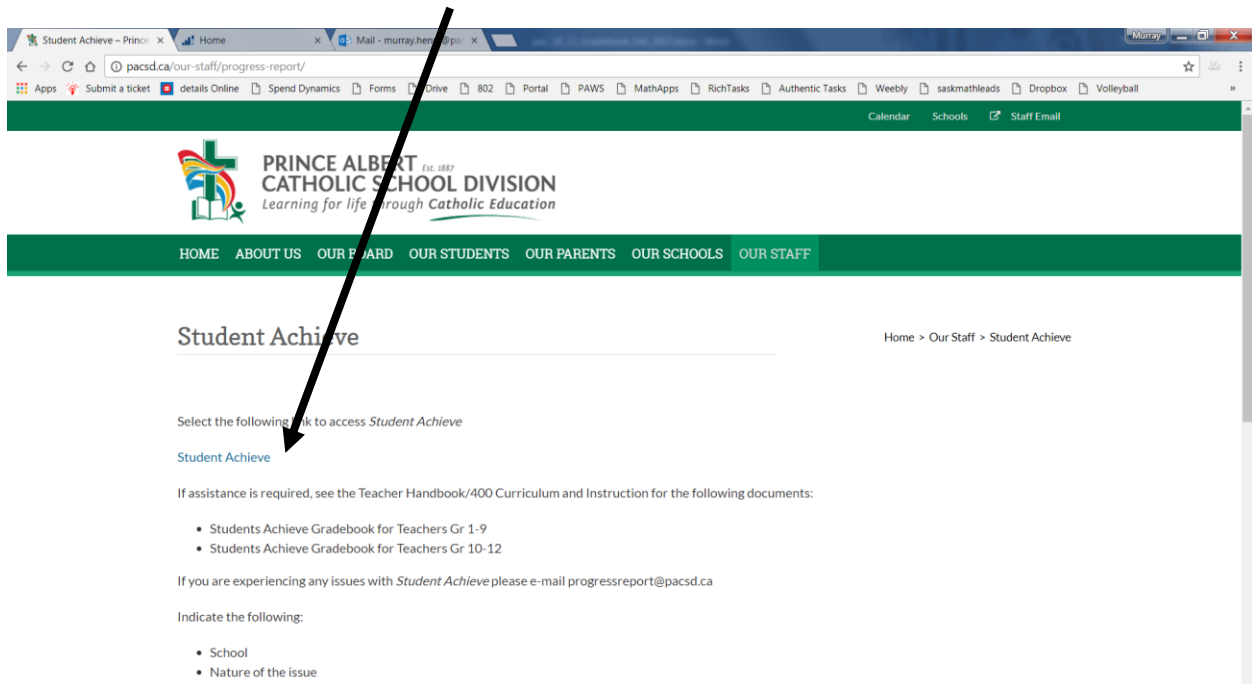 Student Achieve – Prince
Home
Mail - murray.hen @pac
Murray
pacsd.ca/our-staff/progress-report/
Apps Submit a ticket details Online Spend Dynamics Forms Drive 802 Portal PAWS MathApps RichTasks Authentic Tasks Weebly saskmathleads Dropbox Volleyball »
Calendar Schools Staff Email
PRINCE ALBERT Est. 1887
CATHOLIC SCHOOL DIVISION
Learning for life through Catholic Education
HOME ABOUT US OUR BOARD OUR STUDENTS OUR PARENTS OUR SCHOOLS OUR STAFF
Student Achieve
Home > Our Staff > Student Achieve
Select the following link to access Student Achieve
Student Achieve
If assistance is required, see the Teacher Handbook/400 Curriculum and Instruction for the following documents:
• Students Achieve Gradebook for Teachers Gr 1-9
• Students Achieve Gradebook for Teachers Gr 10-12
If you are experiencing any issues with Student Achieve please e-mail progressreport@pacsd.ca
Indicate the following:
• School
• Nature of the issue